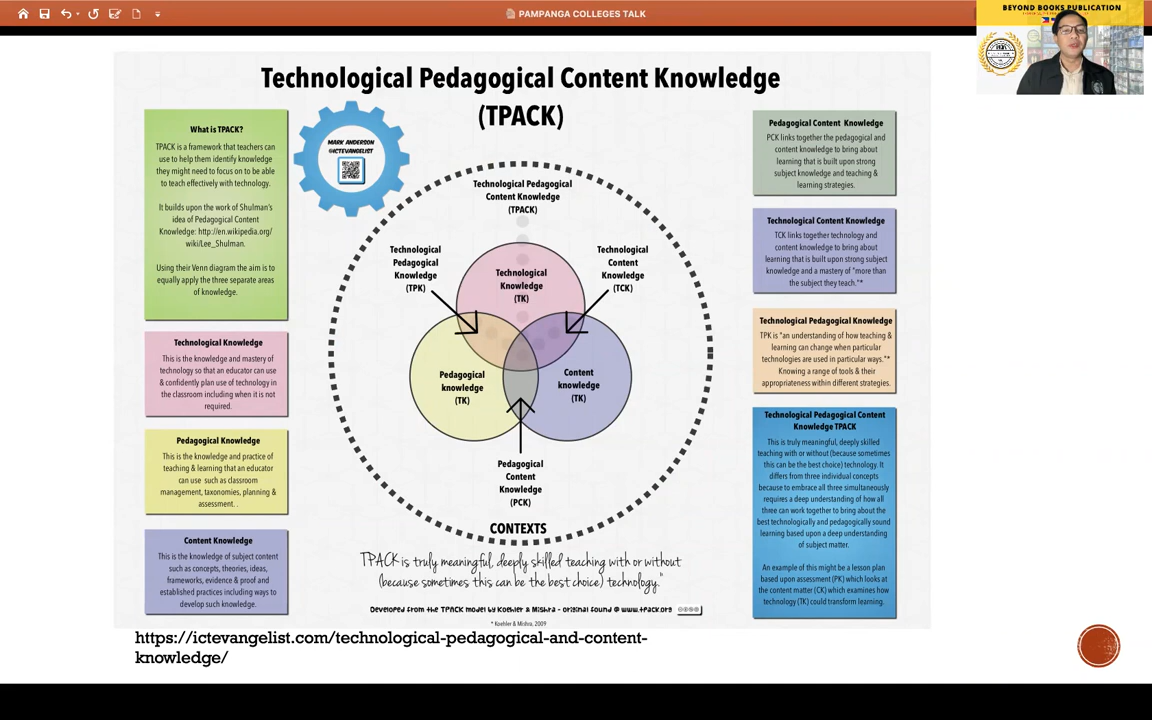 PAMPANGA COLLEGES TALK
BEYOND BOOKS PUBLICATION
Technological Pedagogical Content Knowledge
(TPACK)
What is TPACK?
TPACK is a framework that teachers can
use to help them identify knowledge
they might need to focus on to be able
to teach effectively with technology.
It builds upon the work of Shulman's
idea of Pedagogical Content
Knowledge: http://en.wikipedia.org/
wiki/Lee_Shulman.
Using their Venn diagram the aim is to
equally apply the three separate areas
of knowledge.
Technological Knowledge
This is the knowledge and mastery of
technology so that an educator can use
& confidently plan use of technology in
the classroom including when it is not
required.
Pedagogical Knowledge
This is the knowledge and practice of
teaching & learning that an educator
can use such as classroom
management, taxonomies, planning &
assessment. .
Content Knowledge
This is the knowledge of subject content
such as concepts, theories, ideas,
frameworks, evidence & proof and
established practices including ways to
develop such knowledge.
MARK ANDERSON
@ICTEVANGELIST
Technological Pedagogical
Content Knowledge
(TPACK)
Technological
Pedagogical
Knowledge
(TPK)
Technological
Content
Knowledge
(TCK)
Technological
Knowledge
(TK)
Pedagogical
knowledge
(TK)
Content
knowledge
(TK)
Pedagogical
Content
Knowledge
(PCK)
CONTEXTS
TPACK is truly meaningful, deeply skilled teaching with or without
(because sometimes this can be the best choice) technology."
Developed from the TPACK model by Koehler & Mishra - original found @ www.tpack.org
* Koehler & Mishra, 2009
Pedagogical Content Knowledge
PCK links together the pedagogical and
content knowledge to bring about
learning that is built upon strong
subject knowledge and teaching &
learning strategies.
Technological Content Knowledge
TCK links together technology and
content knowledge to bring about
learning that is built upon strong subject
knowledge and a mastery of "more than
the subject they teach."*
Technological Pedagogical Knowledge
TPK is "an understanding of how teaching &
learning can change when particular
technologies are used in particular ways."*
Knowing a range of tools & their
appropriateness within different strategies.
Technological Pedagogical Content
Knowledge TPACK
This is truly meaningful, deeply skilled
teaching with or without (because sometimes
this can be the best choice) technology. It
differs from three individual concepts
because to embrace all three simultaneously
requires a deep understanding of how all
three can work together to bring about the
best technologically and pedagogically sound
learning based upon a deep understanding
of subject matter.
An example of this might be a lesson plan
based upon assessment (PK) which looks at
the content matter (CK) which examines how
technology (TK) could transform learning.
https://ictevangelist.com/technological-pedagogical-and-content-
knowledge/